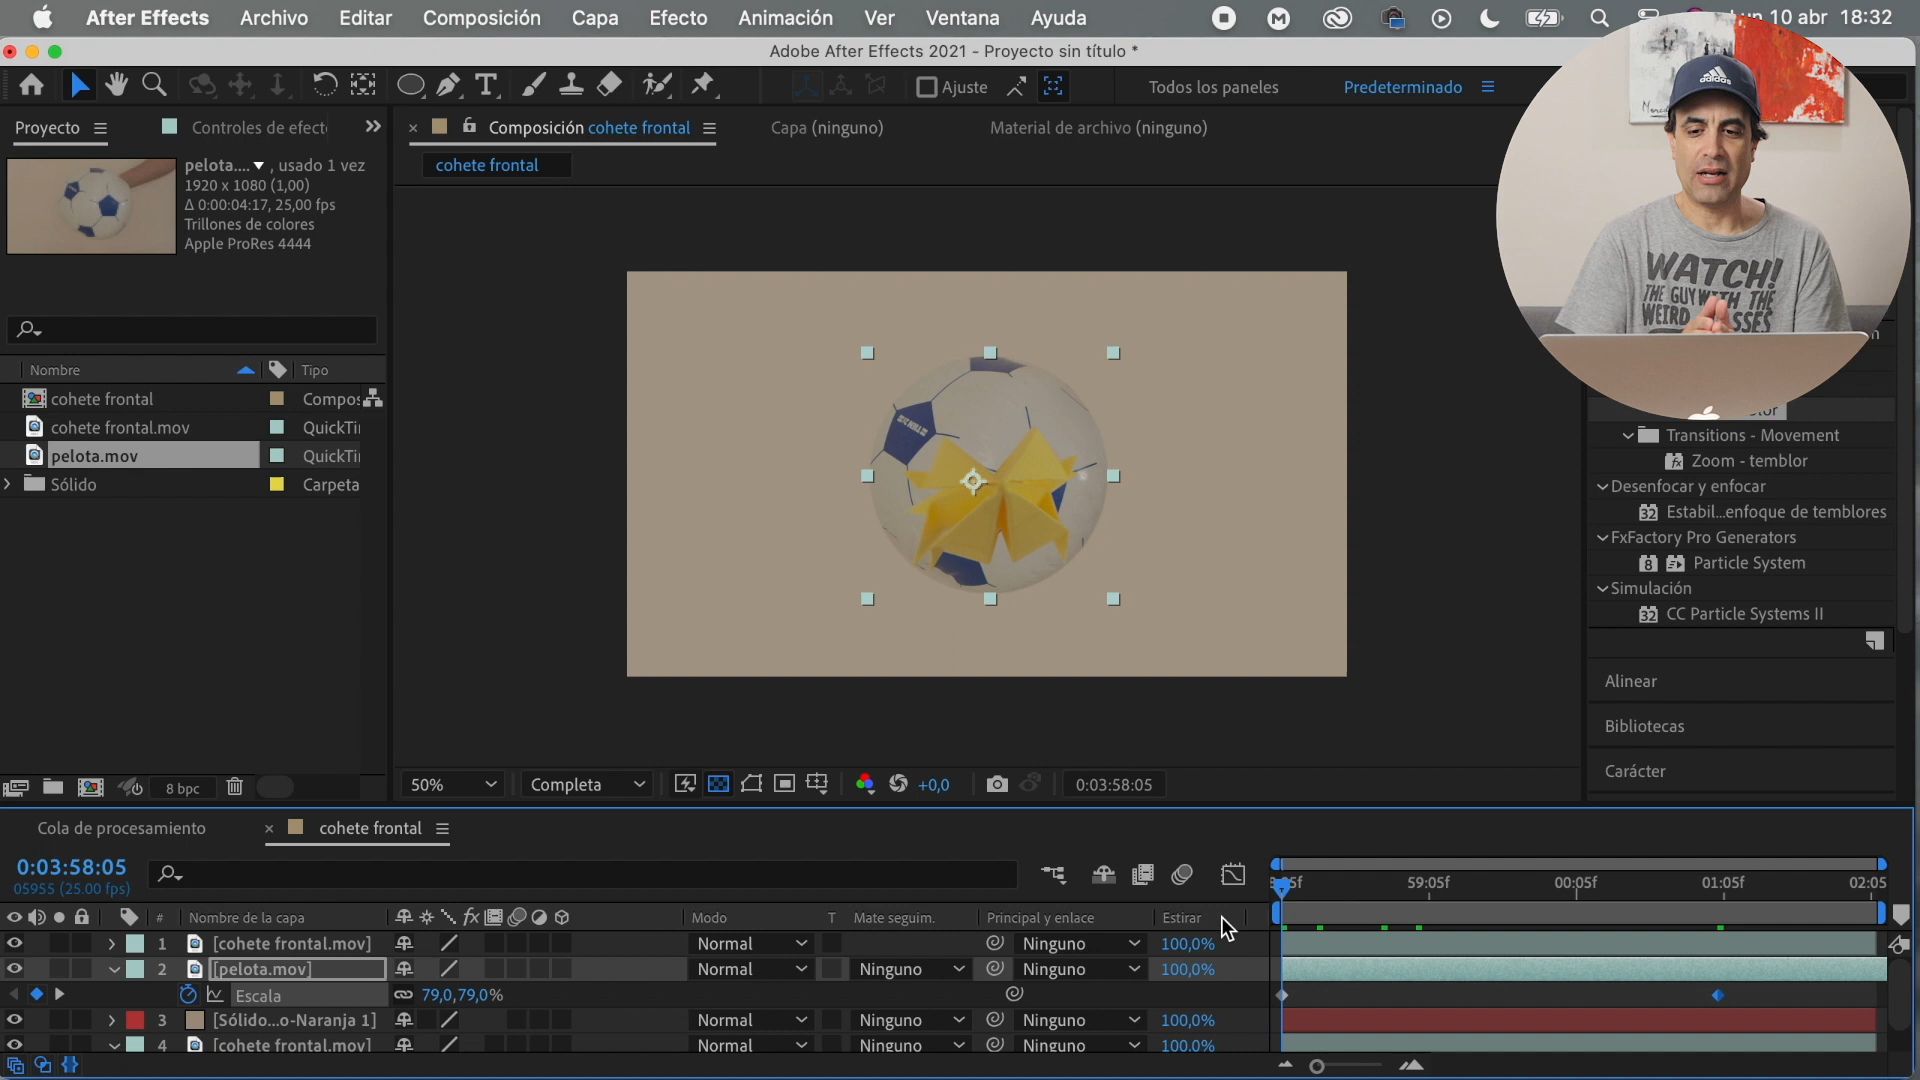 After Effects Archivo Editar Composición Capa Efecto Animación Ver Ventana Ayuda
lun 10 abr 18:32
Adobe After Effects 2021 - Proyecto sin título *
Ajuste
Todos los paneles
Predeterminado
Proyecto
Controles de efect
Composición cohete frontal
Capa (ninguno)
Material de archivo (ninguno)
cohete frontal
pelota.... , usado 1 vez
1920 x 1080 (1,00)
Δ 0:00:04:17, 25,00 fps
Trillones de colores
Apple ProRes 4444
Nombre
Tipo
cohete frontal
Compos
cohete frontal.mov
QuickTi
pelota.mov
QuickTi
Sólido
Carpeta
8 bpc
adidas
WATCH!
THE GUY WITH THE
Transitions - Movement
Zoom - temblor
Desenfocar y enfocar
Estabil...enfoque de temblores
FxFactory Pro Generators
Particle System
Simulación
CC Particle Systems II
Alinear
Bibliotecas
Carácter
50%
Completa
+0,0
0:03:58:05
Cola de procesamiento
cohete frontal
0:03:58:05
05955 (25.00 fps)
59:05f
00:05f
01:05f
02:05
# Nombre de la capa
Modo
T Mate seguim.
Principal y enlace
Estirar
1 [cohete frontal.mov] Normal Ninguno 100,0%
2 [pelota.mov] Normal Ninguno Ninguno 100,0%
Escala 79,0,79,0%
3 [Sólido...o-Naranja 1] Normal Ninguno Ninguno 100,0%
4 [cohete frontal.mov] Normal Ninguno Ninguno 100,0%